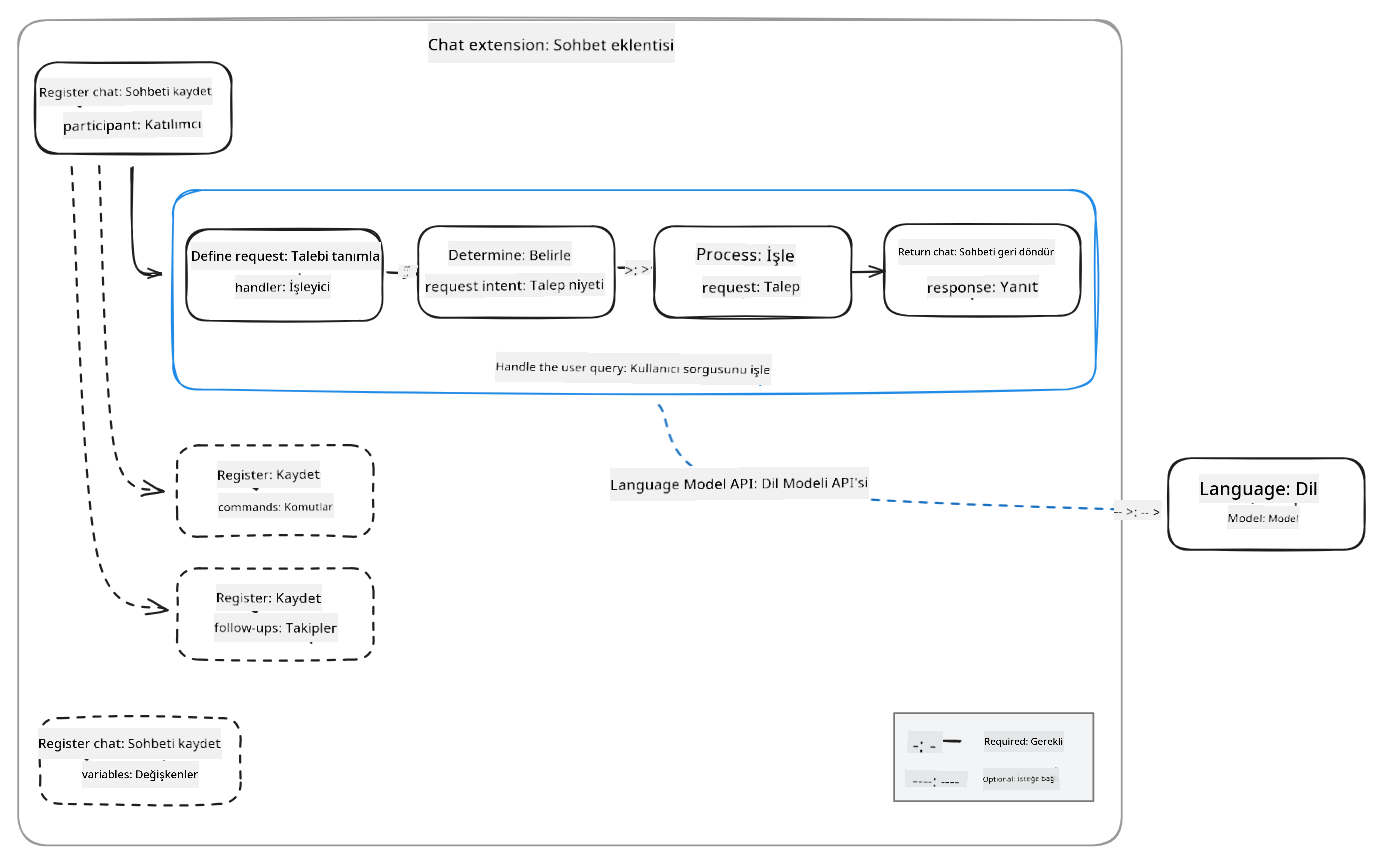 Chat extension: Sohbet eklentisi
Register chat: Sohbeti kaydet
participant: Katılımcı
Define request: Talebi tanımla
handler: İşleyici
Determine: Belirle
request intent: Talep niyeti
>: >
Process: İşle
request: Talep
Return chat: Sohbeti geri döndür
response: Yanıt
Handle the user query: Kullanıcı sorgusunu işle
Register: Kaydet
commands: Komutlar
Language Model API: Dil Modeli API'si
-- >: -- >
Language: Dil
Model: Model
Register: Kaydet
follow-ups: Takipler
Register chat: Sohbeti kaydet
variables: Değişkenler
-: -
Required: Gerekli
----: ----
Optional: isteğe bağ